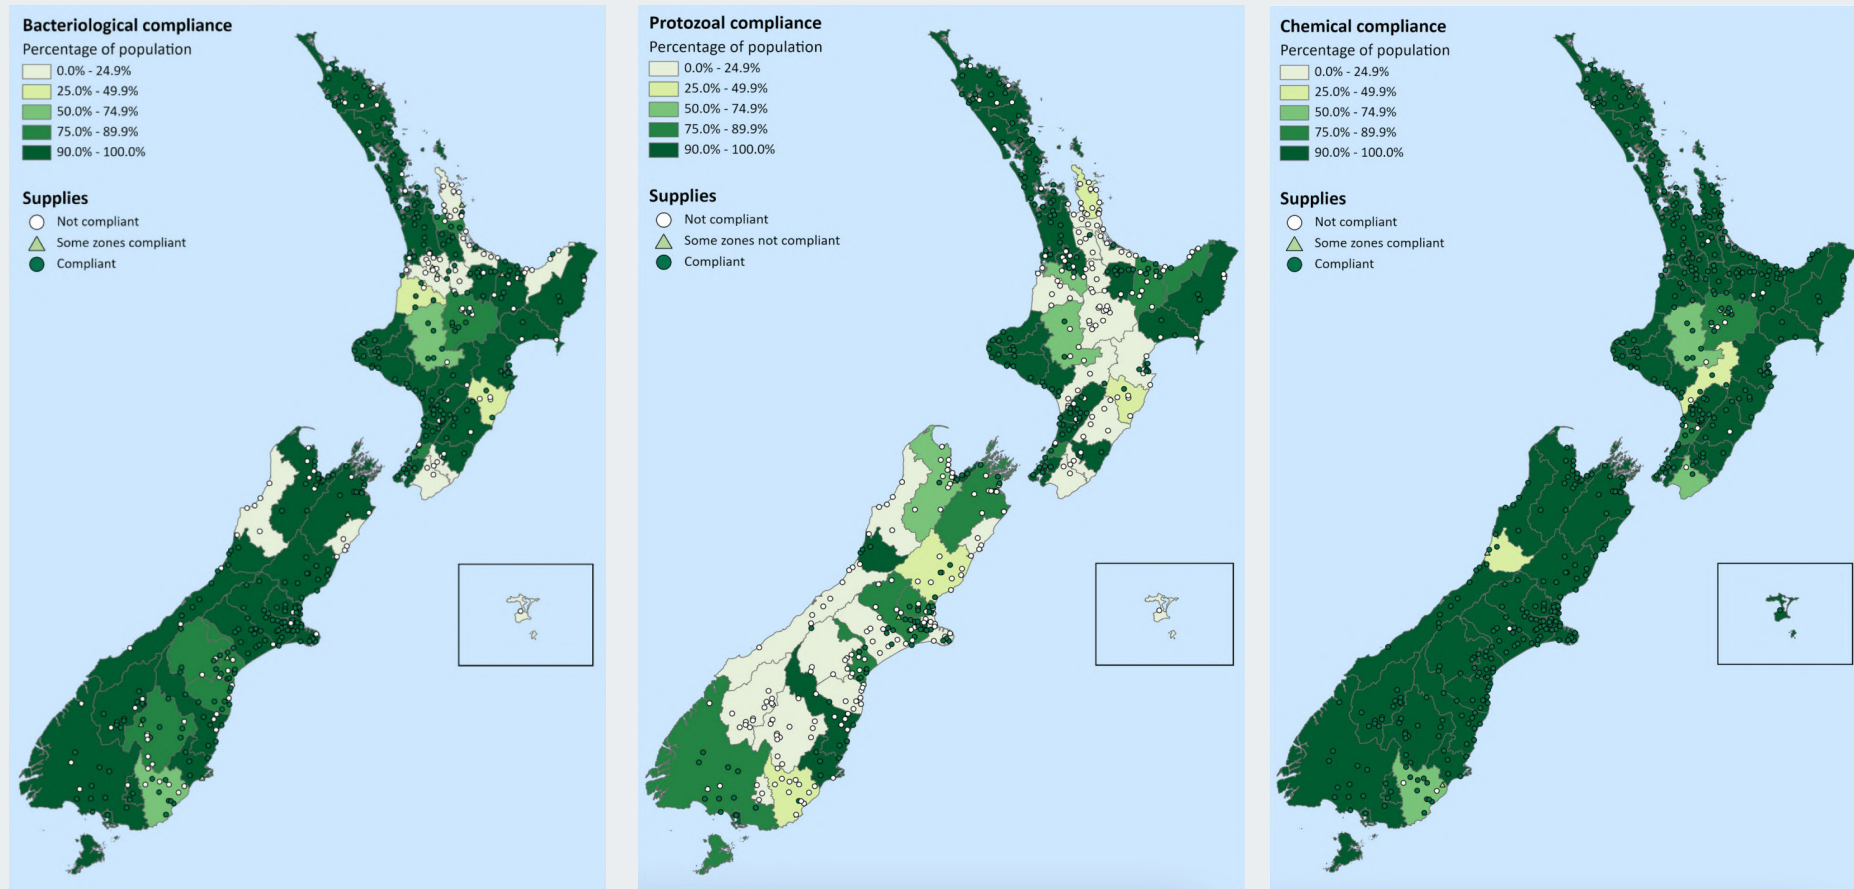 Bacteriological compliance
Percentage of population
0.0% - 24.9%
25.0% - 49.9%
50.0% - 74.9%
75.0% - 89.9%
90.0% - 100.0%
Supplies
Not compliant
Some zones compliant
Compliant
Protozoal compliance
Percentage of population
0.0% - 24.9%
25.0% - 49.9%
50.0% - 74.9%
75.0% - 89.9%
90.0% - 100.0%
Supplies
Not compliant
Some zones not compliant
Compliant
Chemical compliance
Percentage of population
0.0% - 24.9%
25.0% - 49.9%
50.0% - 74.9%
75.0% - 89.9%
90.0% - 100.0%
Supplies
Not compliant
Some zones compliant
Compliant